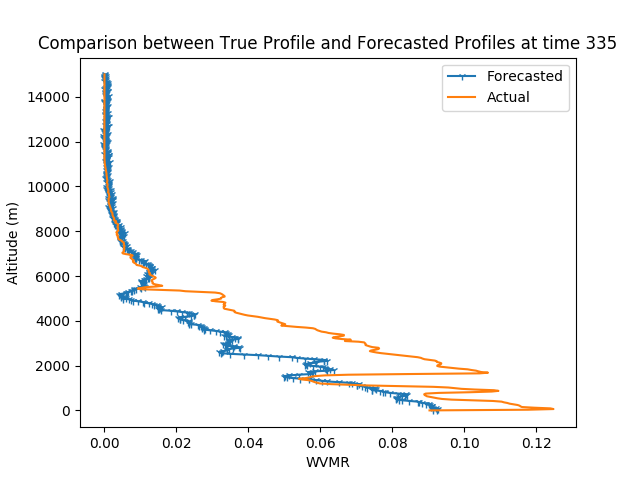 Comparison between True Profile and Forecasted Profiles at time 335
Forecasted
Actual
14000
12000
10000
8000
6000
4000
2000
0
Altitude (m)
0.00 0.02 0.04 0.06 0.08 0.10 0.12
WVMR